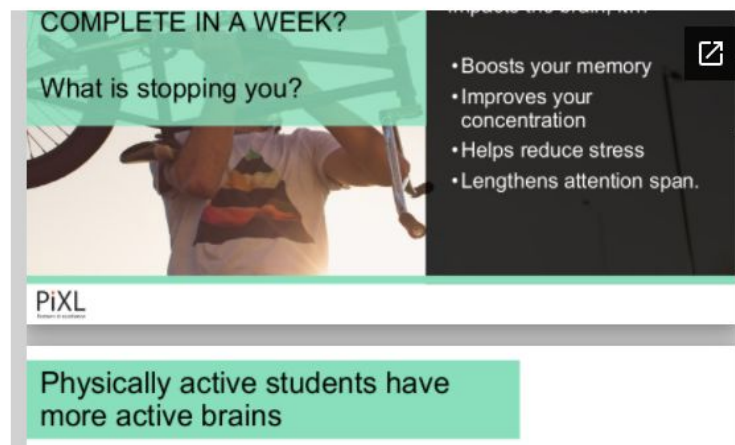 COMPLETE IN A WEEK?
What is stopping you?
•Boosts your memory
•Improves your
concentration
•Helps reduce stress
•Lengthens attention span.
PiXL
Physically active students have
more active brains